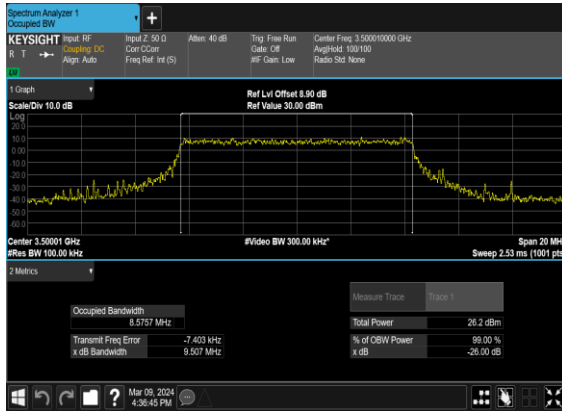 Spectrum Analyzer 1
Occupied BW
+
KEYSIGHT
R T
LW
Input: RF
Coupling: DC
Align: Auto
Input Z: 50 Ω
Corr CCorr
Freq Ref: Int (S)
Atten: 40 dB
Trig: Free Run
Gate: Off
#IF Gain: Low
Center Freq: 3.500010000 GHz
Avg|Hold: 100/100
Radio Std: None
1 Graph
Scale/Div 10.0 dB
Ref Lvl Offset 8.90 dB
Ref Value 30.00 dBm
Log
20.0
10.0
0.00
-10.0
-20.0
-30.0
-40.0
-50.0
-60.0
Center 3.50001 GHz
#Res BW 100.00 kHz
#Video BW 300.00 kHz*
Span 20 MH
Sweep 2.53 ms (1001 pts
2 Metrics
Measure Trace
Trace 1
Occupied Bandwidth
8.5757 MHz
Total Power
26.2 dBm
Transmit Freq Error
-7.403 kHz
% of OBW Power
99.00 %
x dB Bandwidth
9.507 MHz
x dB
-26.00 dB
?
Mar 09, 2024
4:36:45 PM